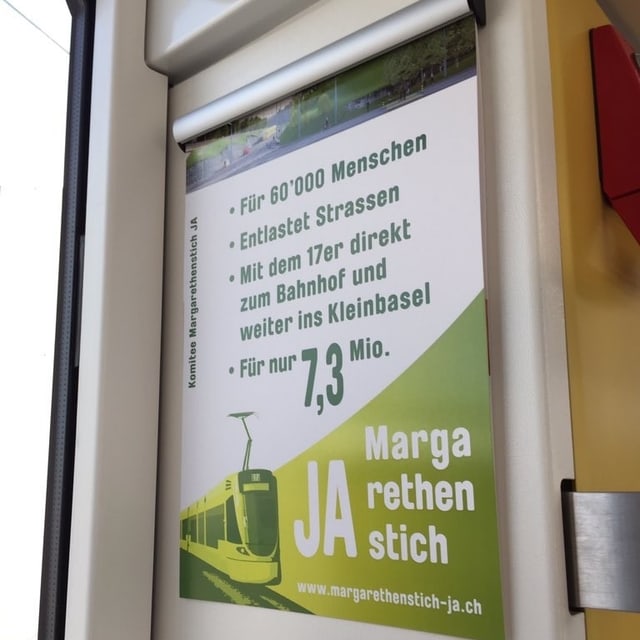 • Für 60'000 Menschen
• Entlastet Strassen
• Mit dem 17er direkt
zum Bahnhof und
weiter ins Kleinbasel
• Für nur 7,3 Mio.
Komitee Margarethenstich JA
JA
Marga
rethen
stich
www.margarethenstich-ja.ch